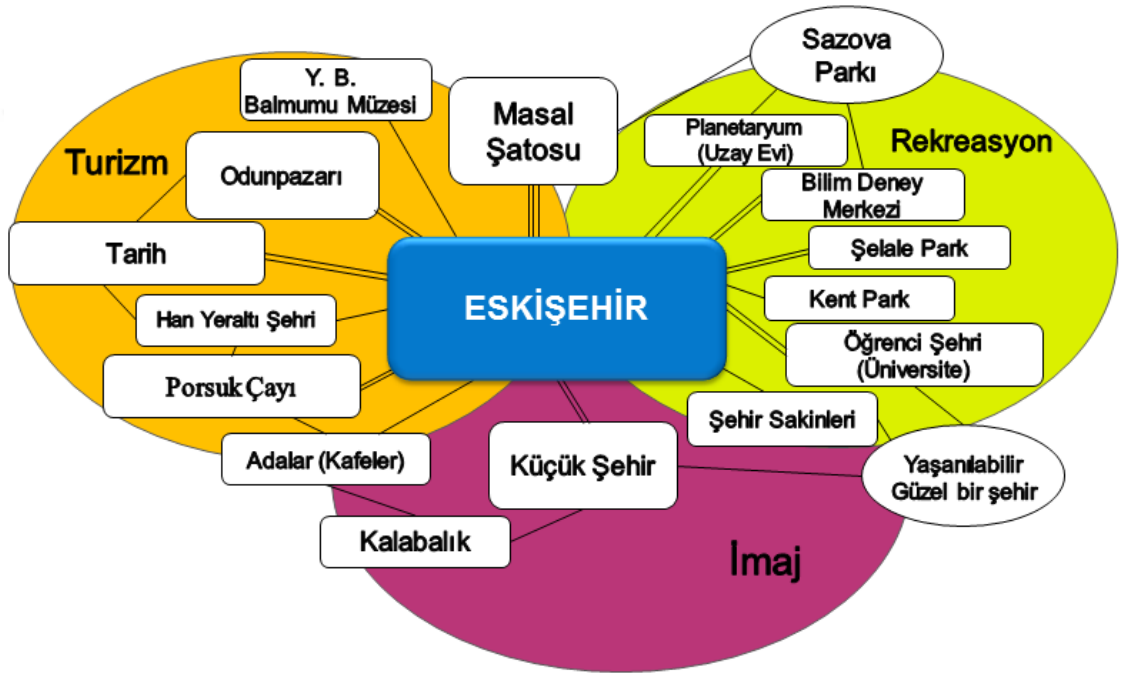 Sazova
Parkı
Y. B.
Balmumu Müzesi
Masal
Şatosu
Planetaryum
(Uzay Evi)
Rekreasyon
Turizm
Odunpazarı
Bilim Deney
Merkezi
Tarih
Şelale Park
ESKİŞEHİR
Kent Park
Han Yeraltı Şehri
Öğrenci Şehri
(Üniversite)
Porsuk Çayı
Şehir Sakinleri
Adalar (Kafeler)
Küçük Şehir
Yaşanılabilir
Güzel bir şehir
Kalabalık
İmaj